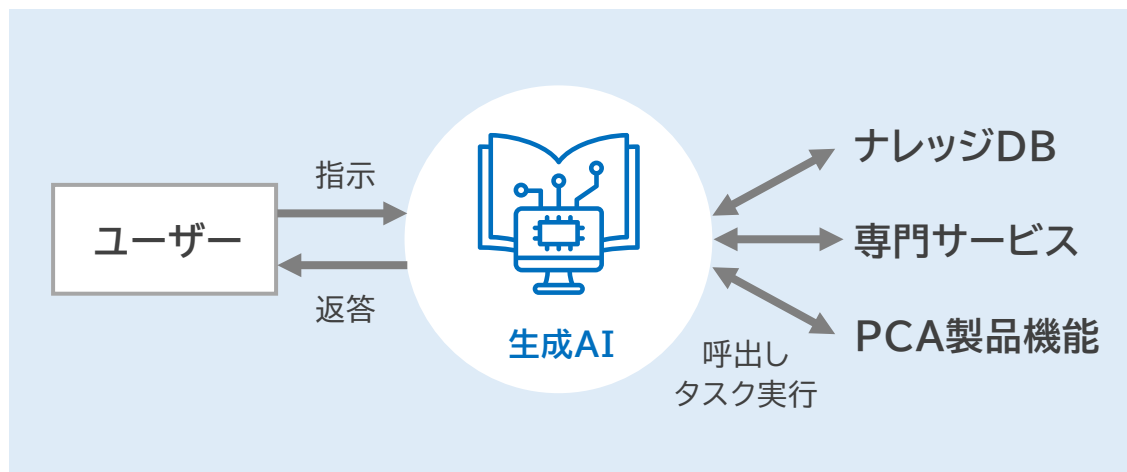 指示
ユーザー
返答
生成AI
ナレッジDB
専門サービス
PCA製品機能
呼出し
タスク実行